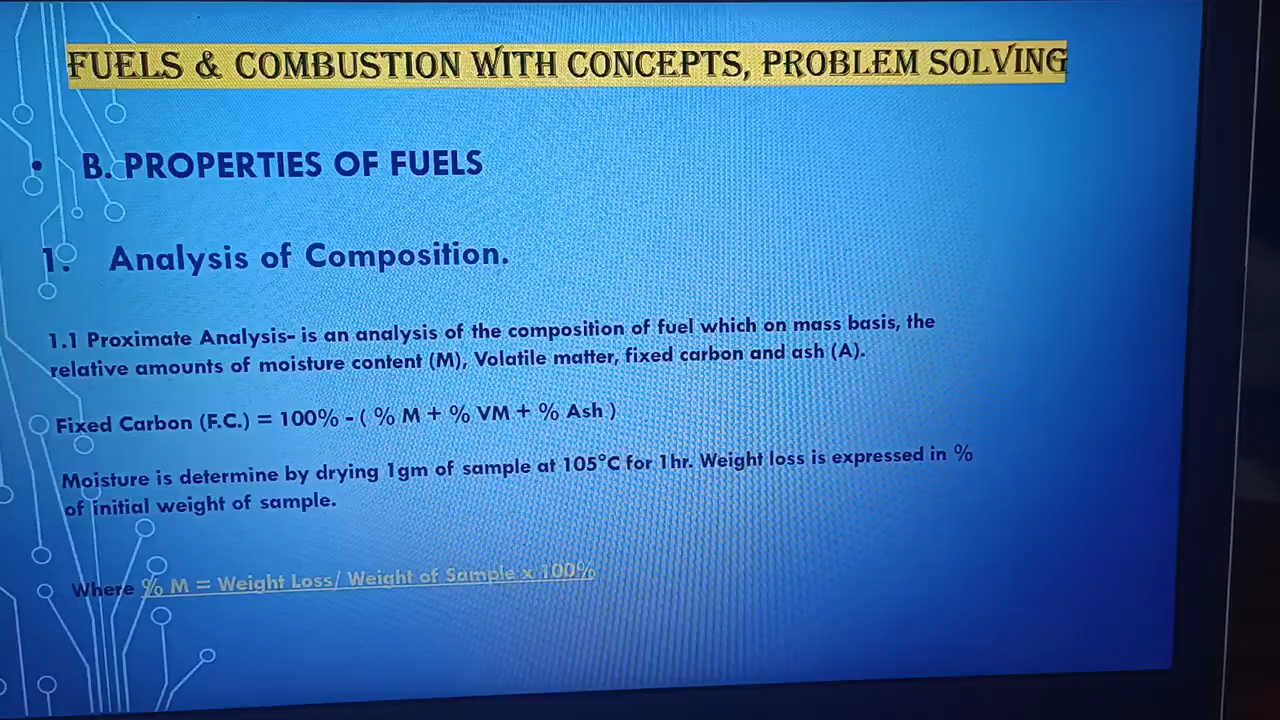 FUELS & COMBUSTION WITH CONCEPTS, PROBLEM SOLVING
• B. PROPERTIES OF FUELS
1. Analysis of Composition.
1.1 Proximate Analysis- is an analysis of the composition of fuel which on mass basis, the
relative amounts of moisture content (M), Volatile matter, fixed carbon and ash (A).
Fixed Carbon (F.C.) = 100% - ( % M + % VM + % Ash )
Moisture is determine by drying 1gm of sample at 105°C for 1hr. Weight loss is expressed in %
of initial weight of sample.
Where % M = Weight Loss/ Weight of Sample x 100%